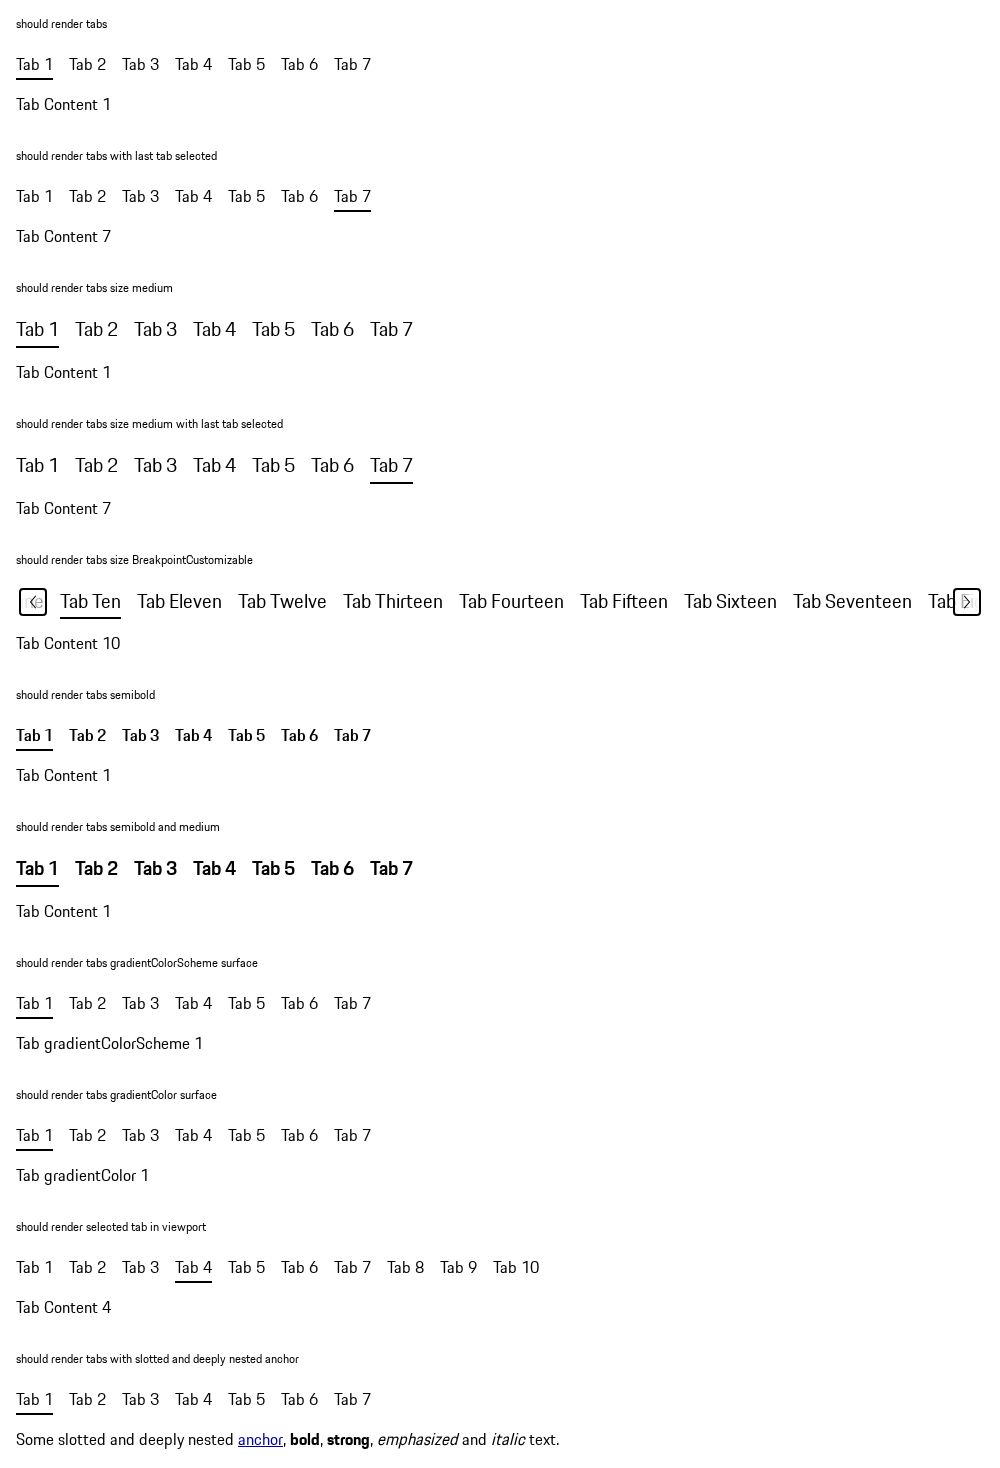 should render tabs
Tab 1 Tab 2 Tab 3 Tab 4 Tab 5 Tab 6 Tab 7
Tab Content 1
should render tabs with last tab selected
Tab 1 Tab 2 Tab 3 Tab 4 Tab 5 Tab 6 Tab 7
Tab Content 7
should render tabs size medium
Tab 1 Tab 2 Tab 3 Tab 4 Tab 5 Tab 6 Tab 7
Tab Content 1
should render tabs size medium with last tab selected
Tab 1 Tab 2 Tab 3 Tab 4 Tab 5 Tab 6 Tab 7
Tab Content 7
should render tabs size BreakpointCustomizable
Tab Ten Tab Eleven Tab Twelve Tab Thirteen Tab Fourteen Tab Fifteen Tab Sixteen Tab Seventeen Tab
Tab Content 10
should render tabs semibold
Tab 1 Tab 2 Tab 3 Tab 4 Tab 5 Tab 6 Tab 7
Tab Content 1
should render tabs semibold and medium
Tab 1 Tab 2 Tab 3 Tab 4 Tab 5 Tab 6 Tab 7
Tab Content 1
should render tabs gradientColorScheme surface
Tab 1 Tab 2 Tab 3 Tab 4 Tab 5 Tab 6 Tab 7
Tab gradientColorScheme 1
should render tabs gradientColor surface
Tab 1 Tab 2 Tab 3 Tab 4 Tab 5 Tab 6 Tab 7
Tab gradientColor 1
should render selected tab in viewport
Tab 1 Tab 2 Tab 3 Tab 4 Tab 5 Tab 6 Tab 7 Tab 8 Tab 9 Tab 10
Tab Content 4
should render tabs with slotted and deeply nested anchor
Tab 1 Tab 2 Tab 3 Tab 4 Tab 5 Tab 6 Tab 7
Some slotted and deeply nested anchor, bold, strong, emphasized and italic text.